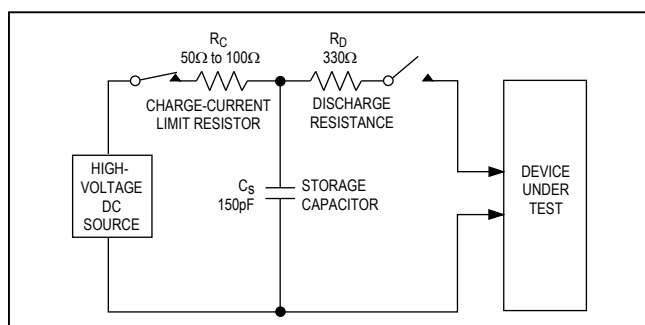 R_C
50Ω to 100Ω
CHARGE-CURRENT
LIMIT RESISTOR
R_D
330Ω
DISCHARGE
RESISTANCE
HIGH-
VOLTAGE
DC
SOURCE
C_S
150pF
STORAGE
CAPACITOR
DEVICE
UNDER
TEST